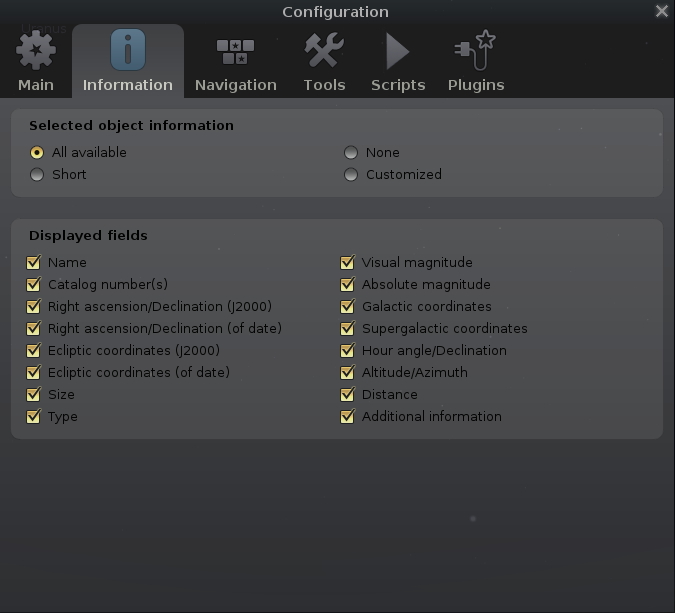 Configuration
Uranus
Main
Information
Navigation
Tools
Scripts
Plugins
Selected object information
All available
None
Short
Customized
Displayed fields
Name
Visual magnitude
Catalog number(s)
Absolute magnitude
Right ascension/Declination (J2000)
Galactic coordinates
Right ascension/Declination (of date)
Supergalactic coordinates
Ecliptic coordinates (J2000)
Hour angle/Declination
Ecliptic coordinates (of date)
Altitude/Azimuth
Size
Distance
Type
Additional information